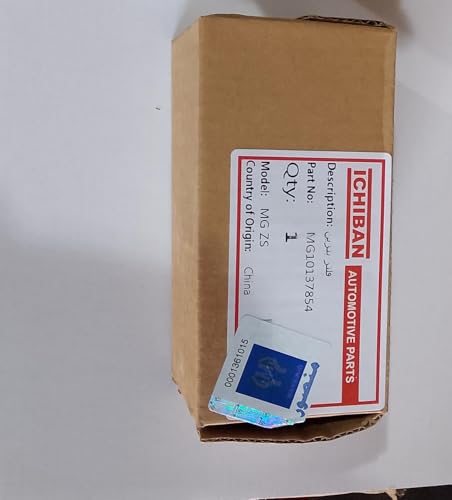 ICHIBAN
AUTOMOTIVE PARTS
Description: فلتر بنزين
Part No: MG10137854
Qty: 1
Model: MG ZS
Country of Origin: China
0001361015